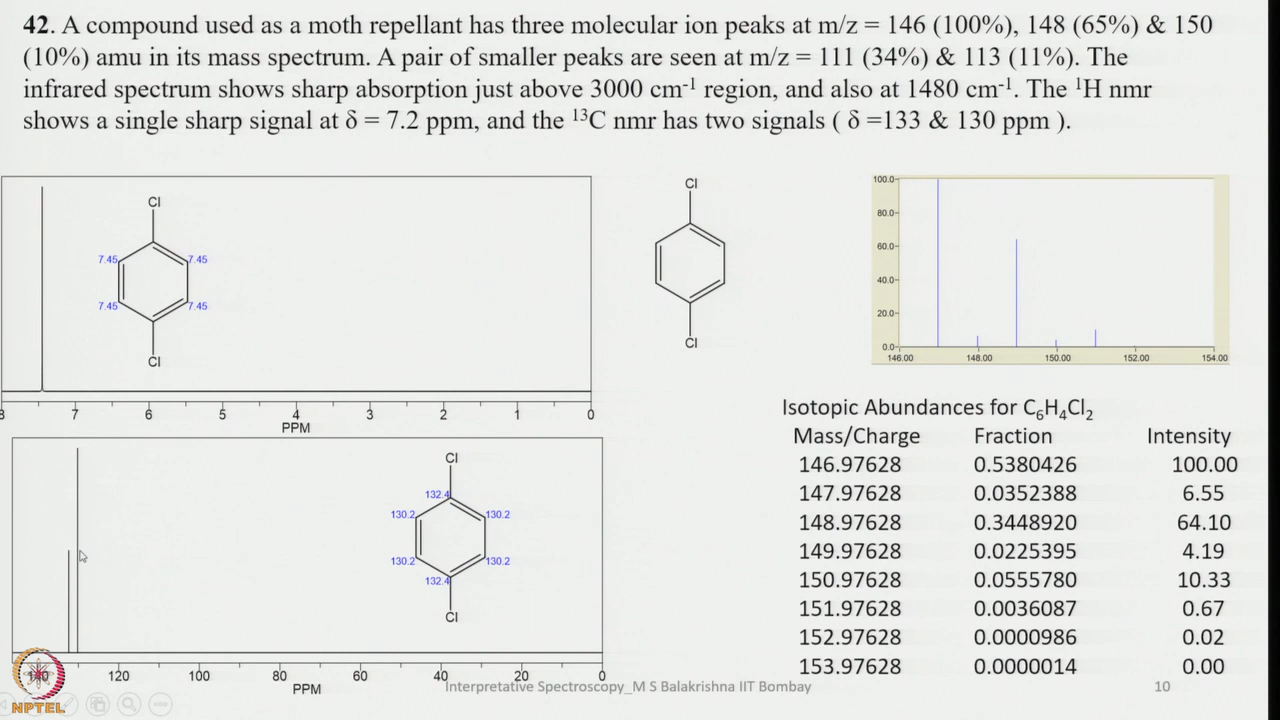 42. A compound used as a moth repellant has three molecular ion peaks at m/z = 146 (100%), 148 (65%) & 150
(10%) amu in its mass spectrum. A pair of smaller peaks are seen at m/z = 111 (34%) & 113 (11%). The
infrared spectrum shows sharp absorption just above 3000 cm⁻¹ region, and also at 1480 cm⁻¹. The ¹H nmr
shows a single sharp signal at δ = 7.2 ppm, and the ¹³C nmr has two signals ( δ =133 & 130 ppm ).
Cl
7.45 7.45
7.45 7.45
Cl
8 7 6 5 4 3 2 1 0
PPM
Cl
Cl
100.0
80.0
60.0
40.0
20.0
0.0
146.00 148.00 150.00 152.00 154.00
Cl
132.4
130.2 130.2
130.2 130.2
132.4
Cl
120 100 80 60 40 20 0
PPM
Isotopic Abundances for C₆H₄Cl₂
Mass/Charge Fraction Intensity
146.97628 0.5380426 100.00
147.97628 0.0352388 6.55
148.97628 0.3448920 64.10
149.97628 0.0225395 4.19
150.97628 0.0555780 10.33
151.97628 0.0036087 0.67
152.97628 0.0000986 0.02
153.97628 0.0000014 0.00
Interpretative Spectroscopy_M S Balakrishna IIT Bombay
10
NPTEL